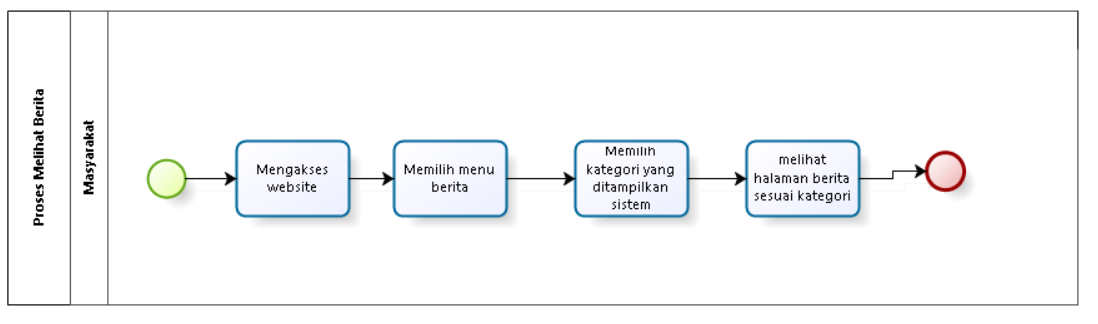 Proses Melihat Berita
Masyarakat
Mengakses
website
Memilih menu
berita
Memilih
kategori yang
ditampilkan
sistem
melihat
halaman berita
sesuai kategori